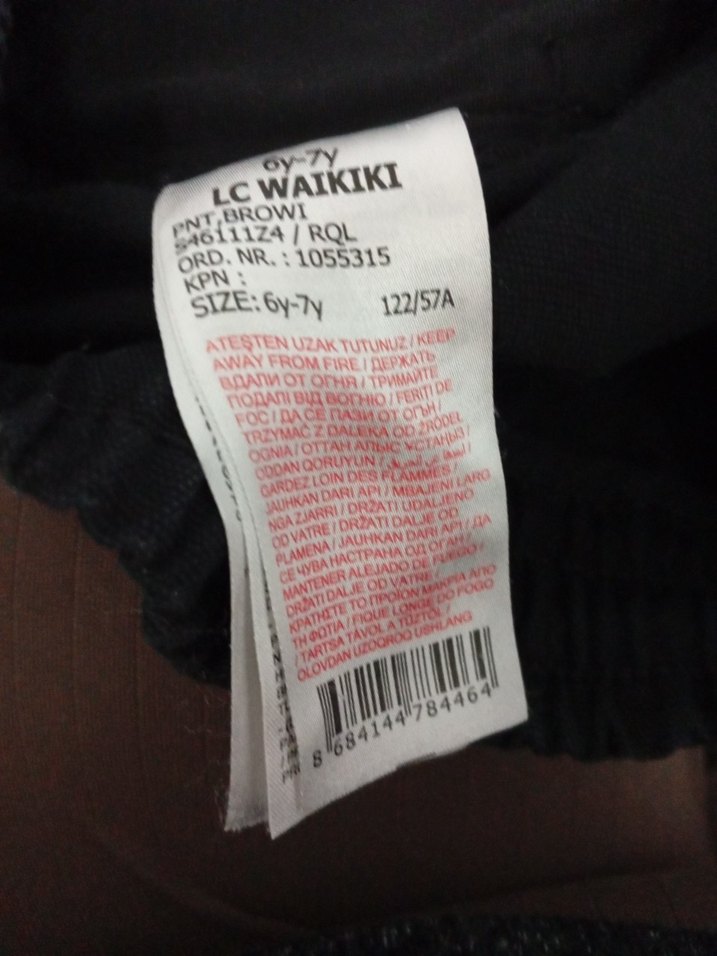 6y-7y
LC WAIKIKI
PNT,BROWI
S46111Z4 / RQL
ORD. NR. : 1055315
KPN :
SIZE: 6y-7y 122/57A
ATEŞTEN UZAK TUTUNUZ / KEEP
AWAY FROM FIRE / ДЕРЖАТЬ
ВДАЛИ ОТ ОГНЯ / ТРИМАЙТЕ
ПОДАЛІ ВІД ВОГНЮ / FERITI DE
FOC / ДА СЕ ПАЗИ ОТ ОГЪН /
TRZYMAĆ Z DALEKA OD ŹRÓDEŁ
OGNIA / ОТТАН АЛЫС ҰСТАҢЫЗ /
ODDAN QORUYUN /
GARDEZ LOIN DES FLAMMES /
JAUHKAN DARI API / MBAJENI LARG
NGA ZJARRI / DRŽATI UDALJENO
OD VATRE / DRŽATI DALJE OD
PLAMENA / JAUHKAN DARI API / ДА
СЕ ЧУВА НАСТРАНА ОД ОГАН /
MANTENER ALEJADO DE FUEGO /
DRŽATI DALJE OD VATRE /
ΚΡΑΤΗΣΤΕ ΤΟ ΠΡΟΪΟΝ ΜΑΚΡΙΑ ΑΠΟ
ΤΗ ΦΩΤΙΑ / FIQUE LONGE DO FOGO
/ TARTSA TÁVOL A TŰZTŐL /
OLOVDAN UZOQROQ USHLANG
8 684144 784464